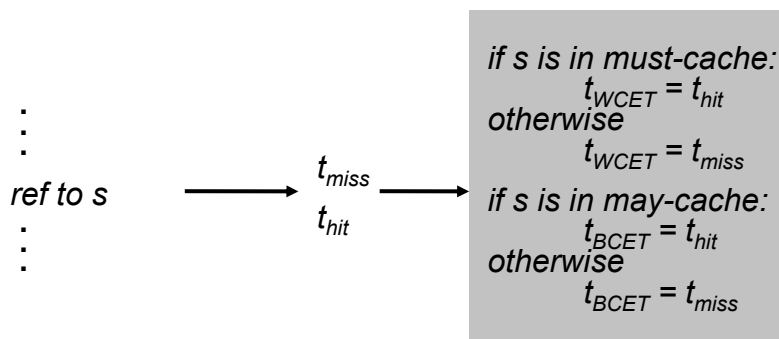 ref to s
t_miss
t_hit
if s is in must-cache:
t_WCET = t_hit
otherwise
t_WCET = t_miss
if s is in may-cache:
t_BCET = t_hit
otherwise
t_BCET = t_miss